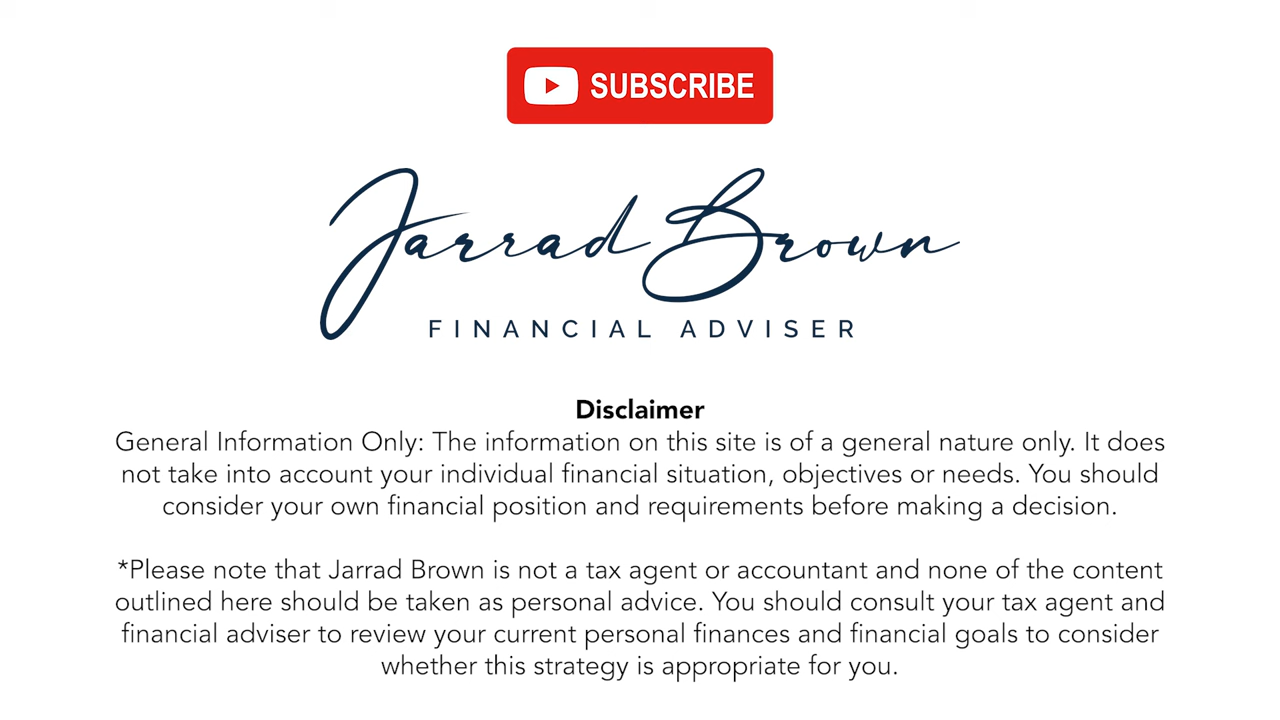 SUBSCRIBE
Jarrad Brown
FINANCIAL ADVISER
Disclaimer
General Information Only: The information on this site is of a general nature only. It does
not take into account your individual financial situation, objectives or needs. You should
consider your own financial position and requirements before making a decision.
*Please note that Jarrad Brown is not a tax agent or accountant and none of the content
outlined here should be taken as personal advice. You should consult your tax agent and
financial adviser to review your current personal finances and financial goals to consider
whether this strategy is appropriate for you.